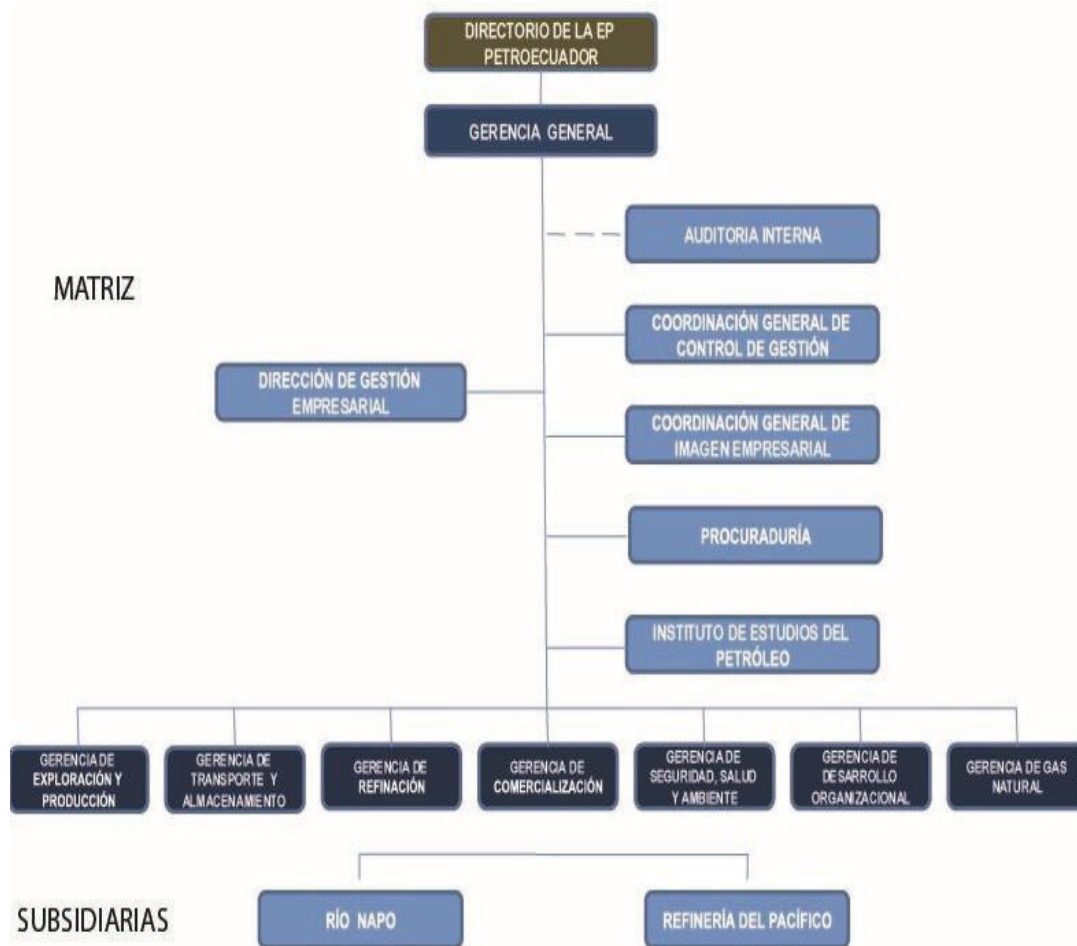 DIRECTORIO DE LA EP
PETROECUADOR
GERENCIA GENERAL
AUDITORIA INTERNA
MATRIZ
COORDINACIÓN GENERAL DE
CONTROL DE GESTIÓN
DIRECCIÓN DE GESTIÓN
EMPRESARIAL
COORDINACIÓN GENERAL DE
IMAGEN EMPRESARIAL
PROCURADURÍA
INSTITUTO DE ESTUDIOS DEL
PETRÓLEO
GERENCIA DE
EXPLORACIÓN Y
PRODUCCIÓN
GERENCIA DE
TRANSPORTE Y
ALMACENAMIENTO
GERENCIA DE
REFINACIÓN
GERENCIA DE
COMERCIALIZACIÓN
GERENCIA DE
SEGURIDAD, SALUD
Y AMBIENTE
GERENCIA DE
DESARROLLO
ORGANIZACIONAL
GERENCIA DE GAS
NATURAL
SUBSIDIARIAS
RÍO NAPO
REFINERÍA DEL PACÍFICO